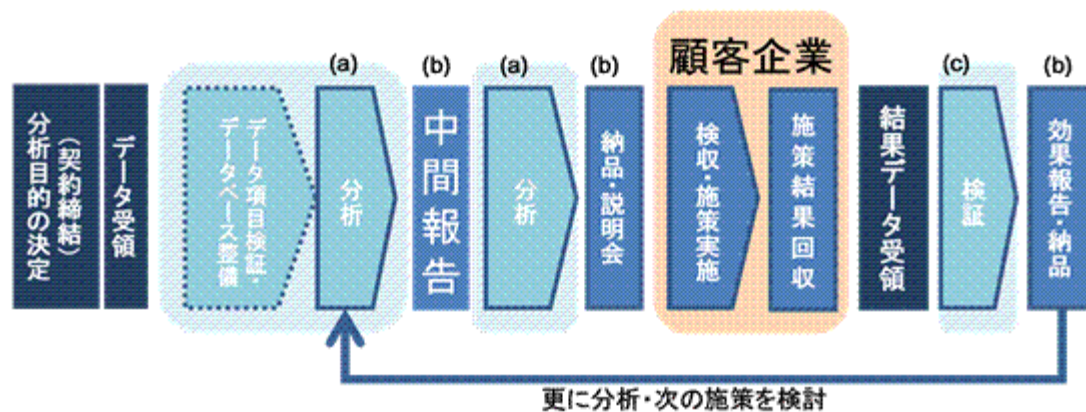 分析目的の決定
（契約締結）
データ受領
データ項目検証・
データベース整備
(a)
分析
(b)
中間報告
(a)
分析
(b)
納品・説明会
顧客企業
検収・施策実施
施策結果回収
結果データ受領
(c)
検証
(b)
効果報告・納品
更に分析・次の施策を検討